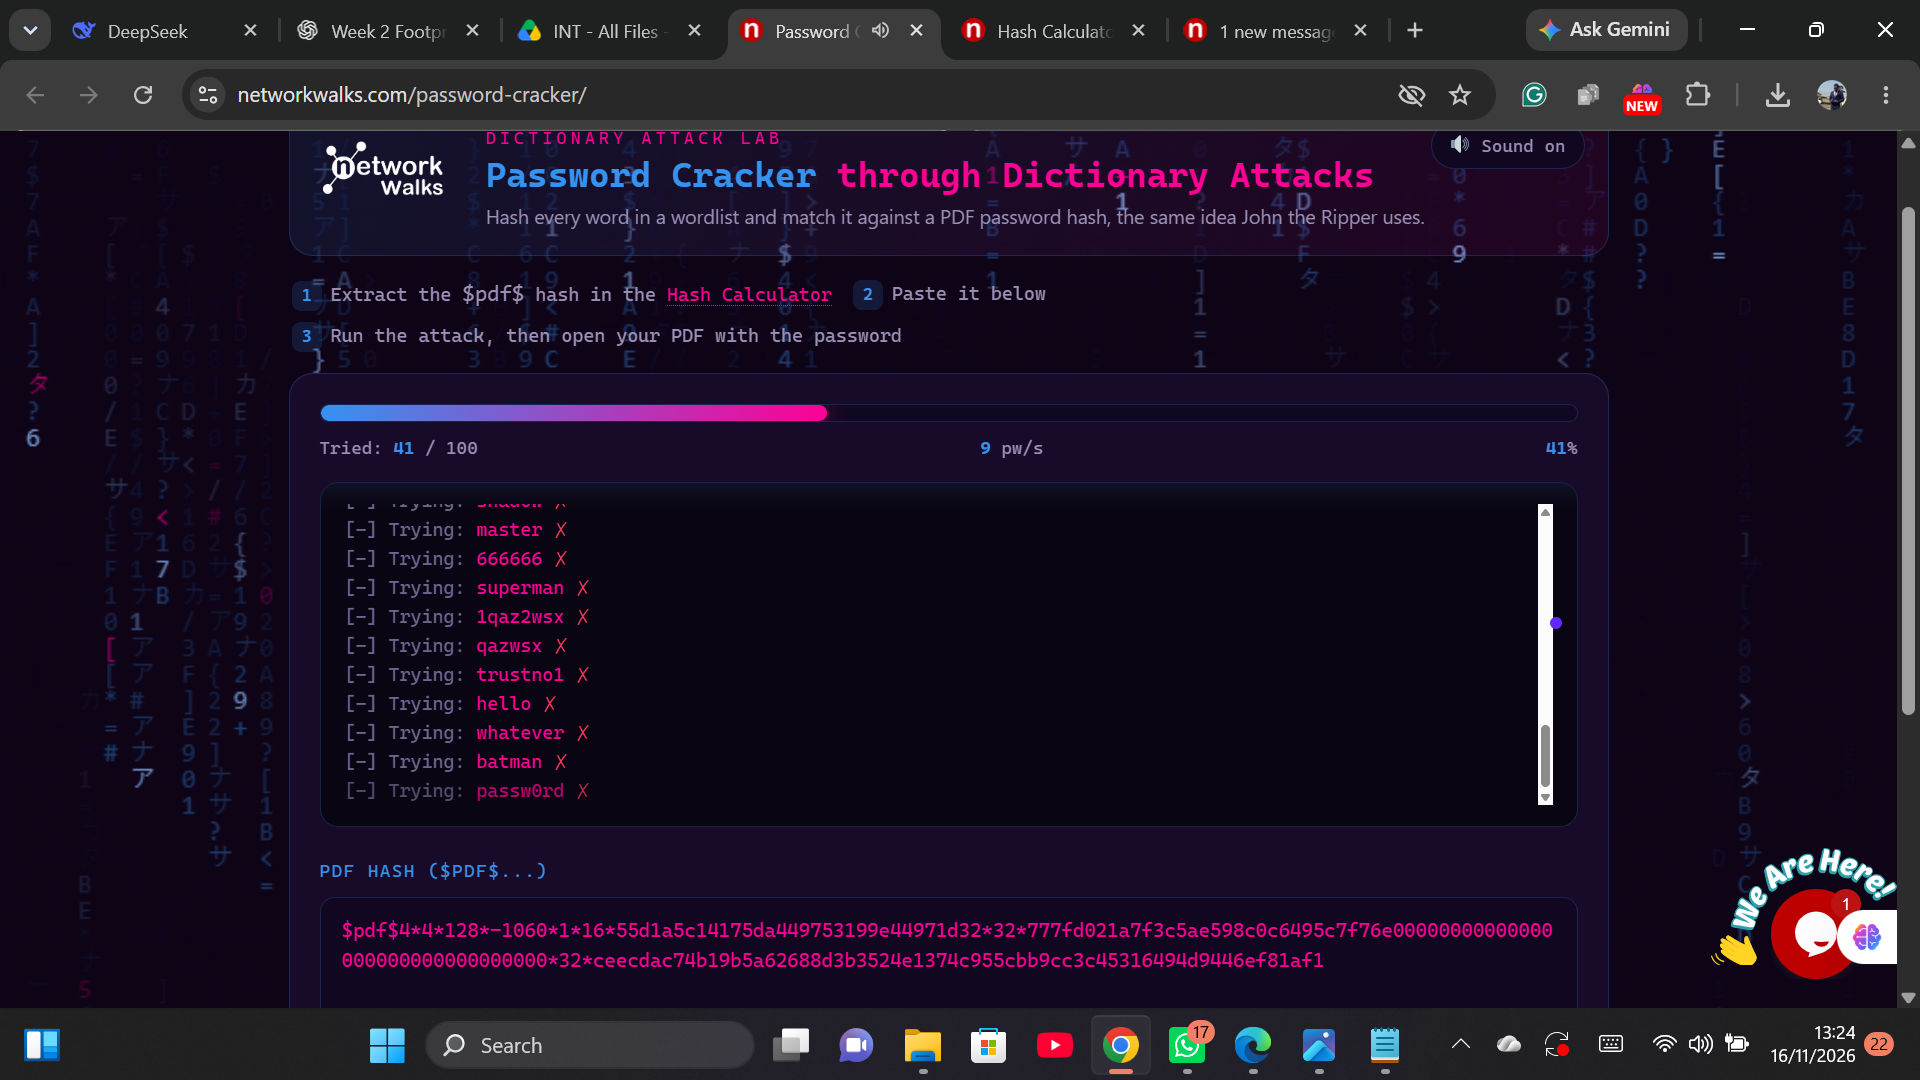 DeepSeek
Week 2 Footpr
INT - All Files -
Password C
Hash Calculato
1 new messag
Ask Gemini
networkwalks.com/password-cracker/
NEW
network
Walks
DICTIONARY ATTACK LAB
Password Cracker through Dictionary Attacks
Hash every word in a wordlist and match it against a PDF password hash, the same idea John the Ripper uses.
Sound on
1 Extract the $pdf$ hash in the Hash Calculator 2 Paste it below
3 Run the attack, then open your PDF with the password
Tried: 41 / 100
9 pw/s
41%
[-] Trying: shadow X
[-] Trying: master X
[-] Trying: 666666 X
[-] Trying: superman X
[-] Trying: 1qaz2wsx X
[-] Trying: qazwsx X
[-] Trying: trustno1 X
[-] Trying: hello X
[-] Trying: whatever X
[-] Trying: batman X
[-] Trying: passw0rd X
PDF HASH ($PDF$...)
$pdf$4*4*128*-1060*1*16*55d1a5c14175da449753199e44971d32*32*777fd021a7f3c5ae598c0c6495c7f76e00000000000000
000000000000000000*32*ceecdac74b19b5a62688d3b3524e1374c955cbb9cc3c45316494d9446ef81af1
We Are Here!
1
Search
17
13:24
16/11/2026
22